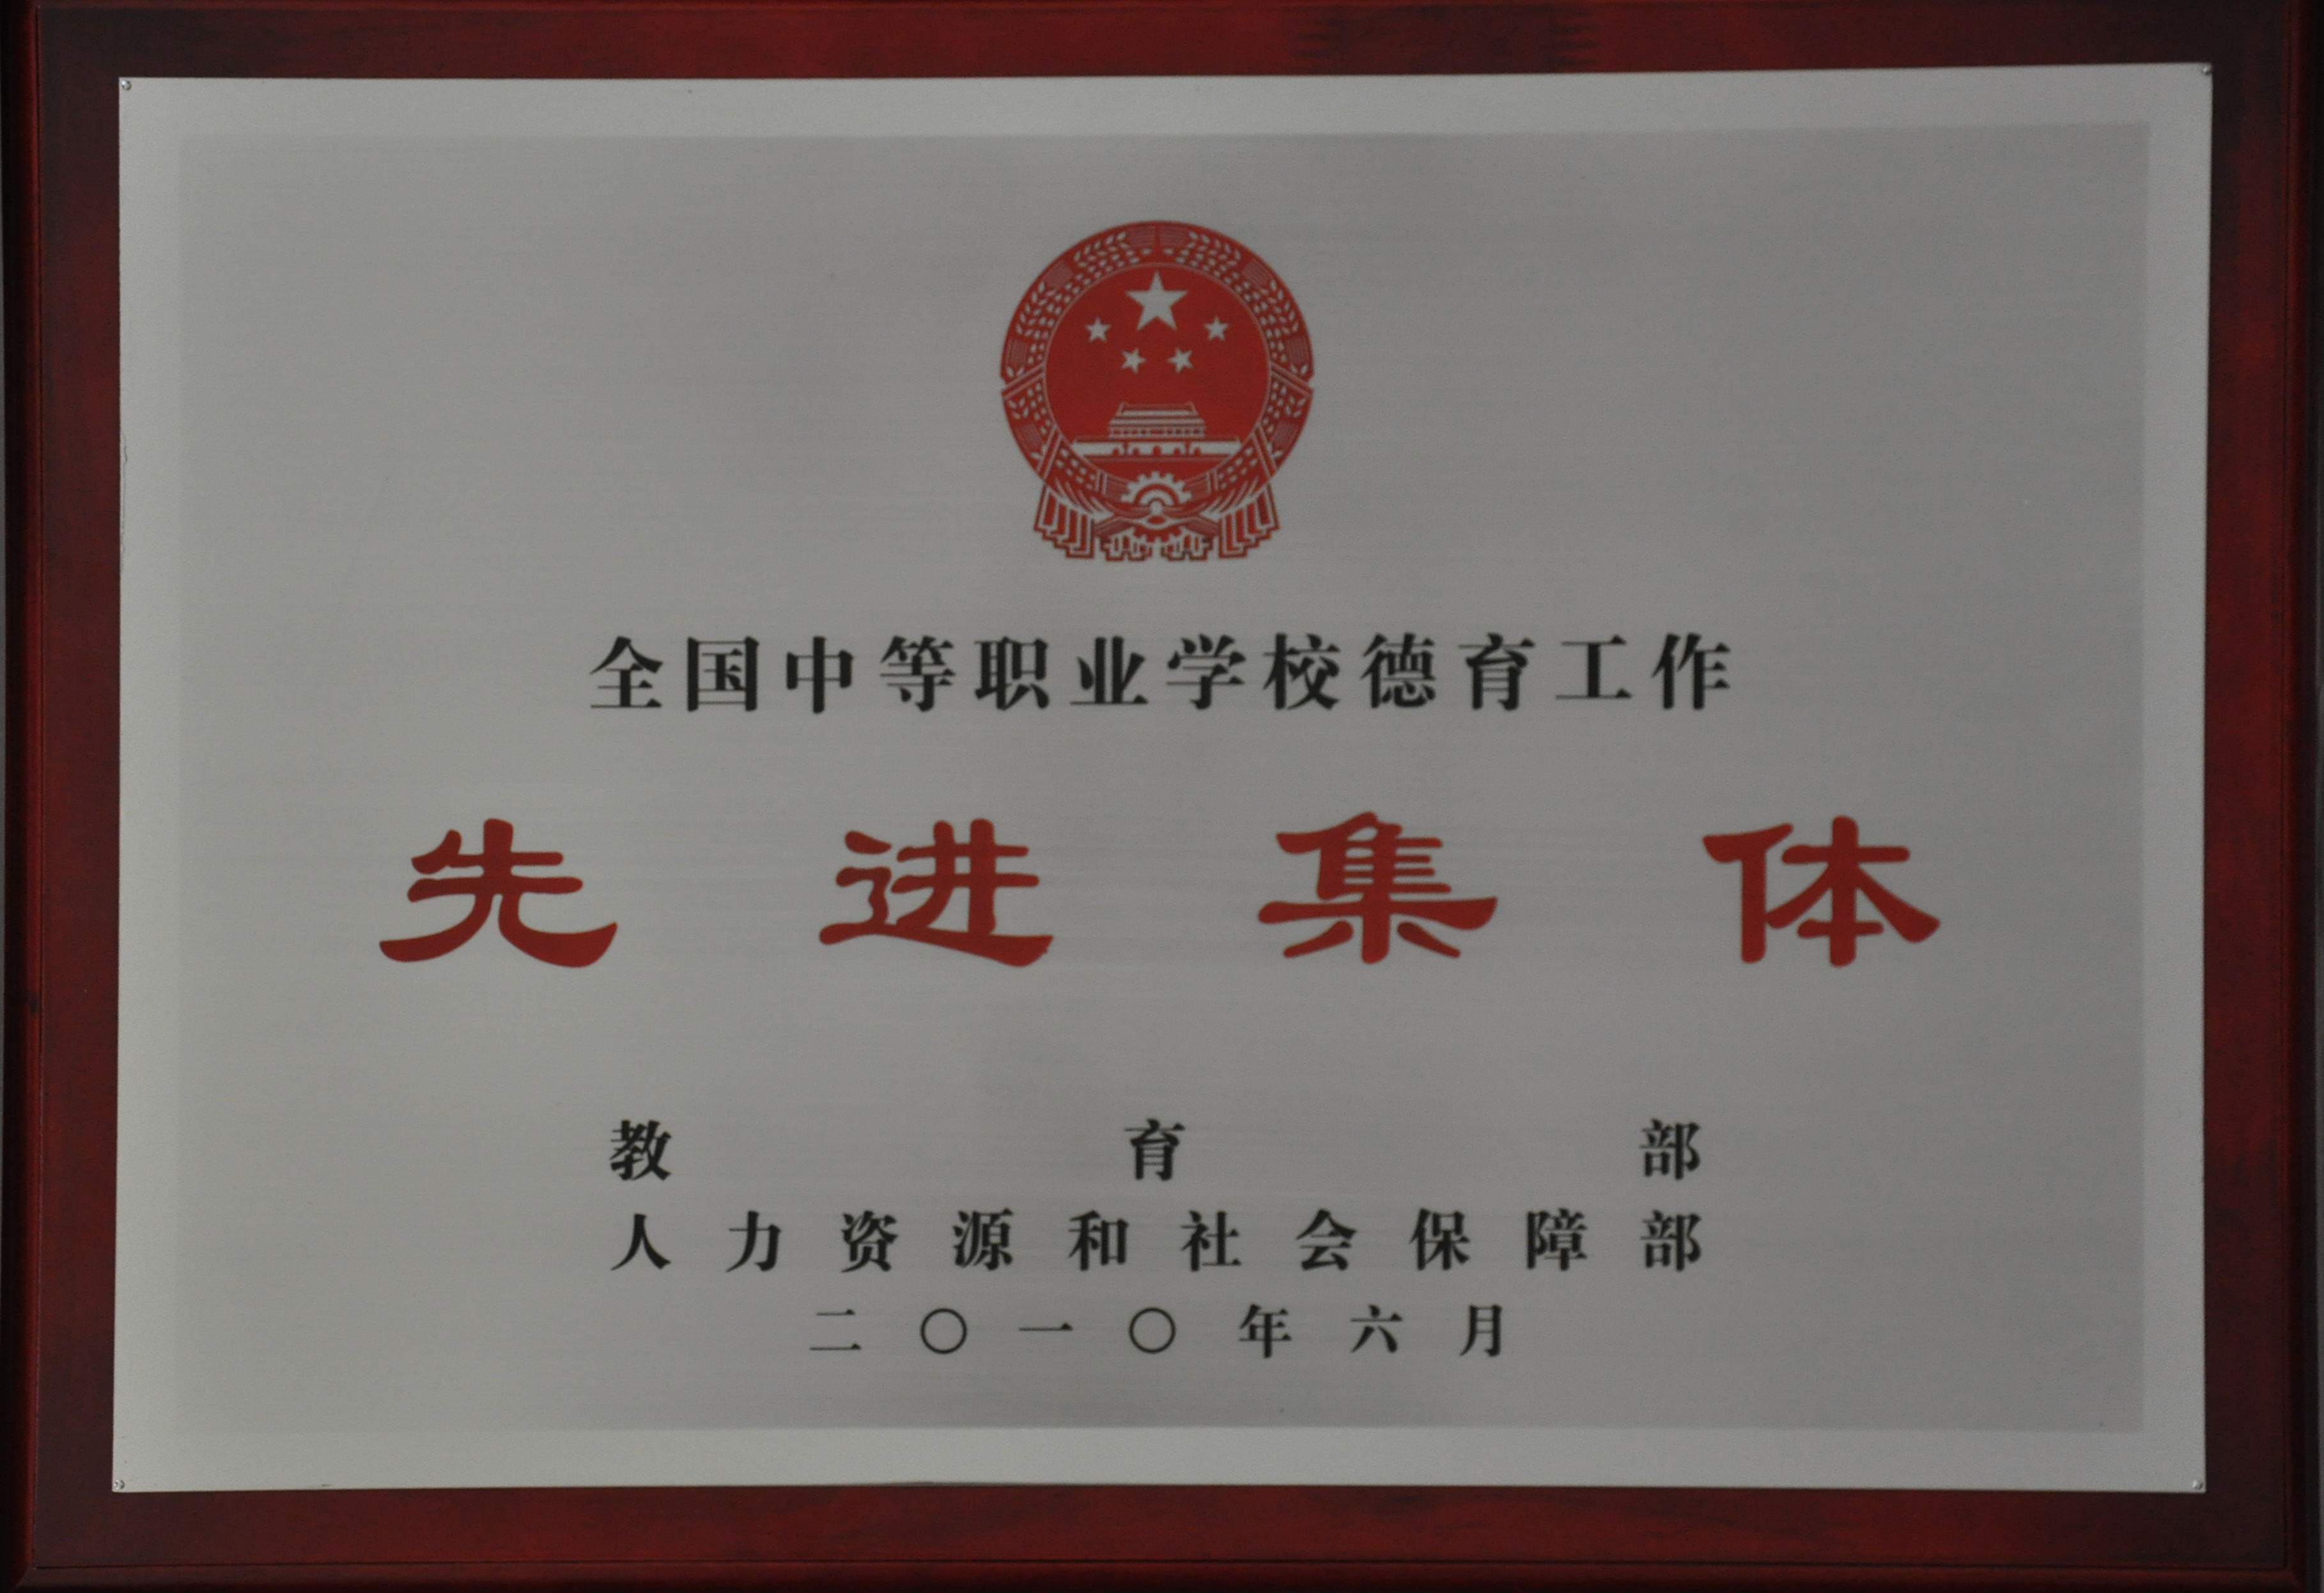 全国中等职业学校德育工作
先进集体
教育部
人力资源和社会保障部
二〇一〇年六月